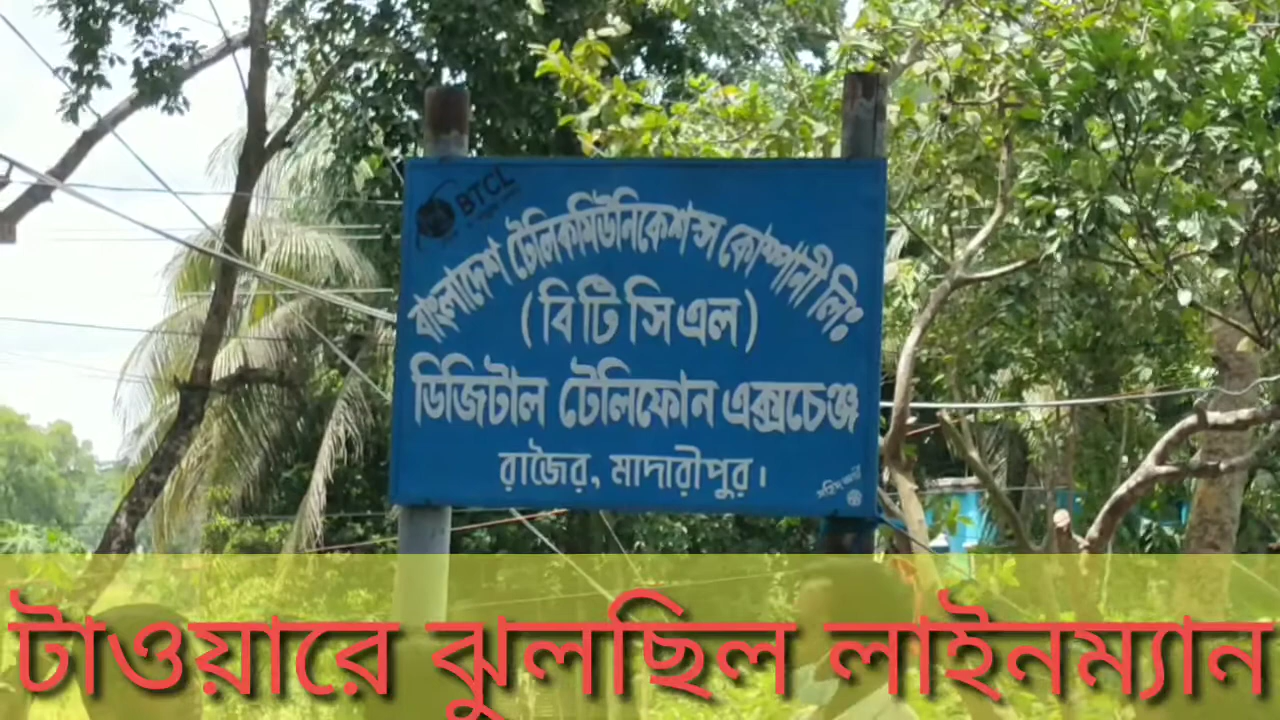 BTCL
বাংলাদেশ টেলিকমিউনিকেশন্স কোম্পানী লিঃ
(বি টি সি এল)
ডিজিটাল টেলিফোন এক্সচেঞ্জ
রাজৈর, মাদারীপুর।
টাওয়ারে ঝুলছিল লাইনম্যান